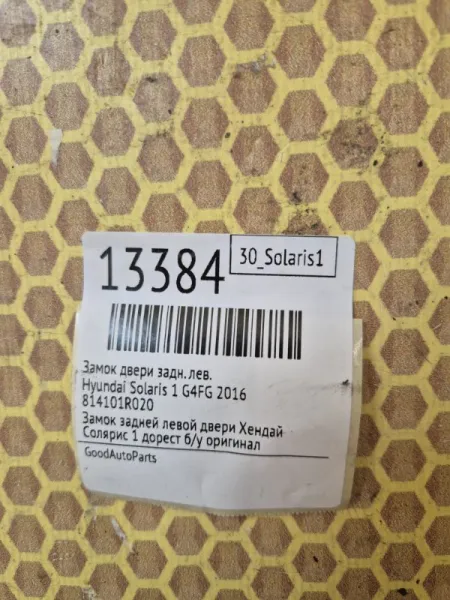 13384
30_Solaris1
Замок двери задн. лев.
Hyundai Solaris 1 G4FG 2016
814101R020
Замок задней левой двери Хендай
Солярис 1 дорест б/у оригинал
GoodAutoParts